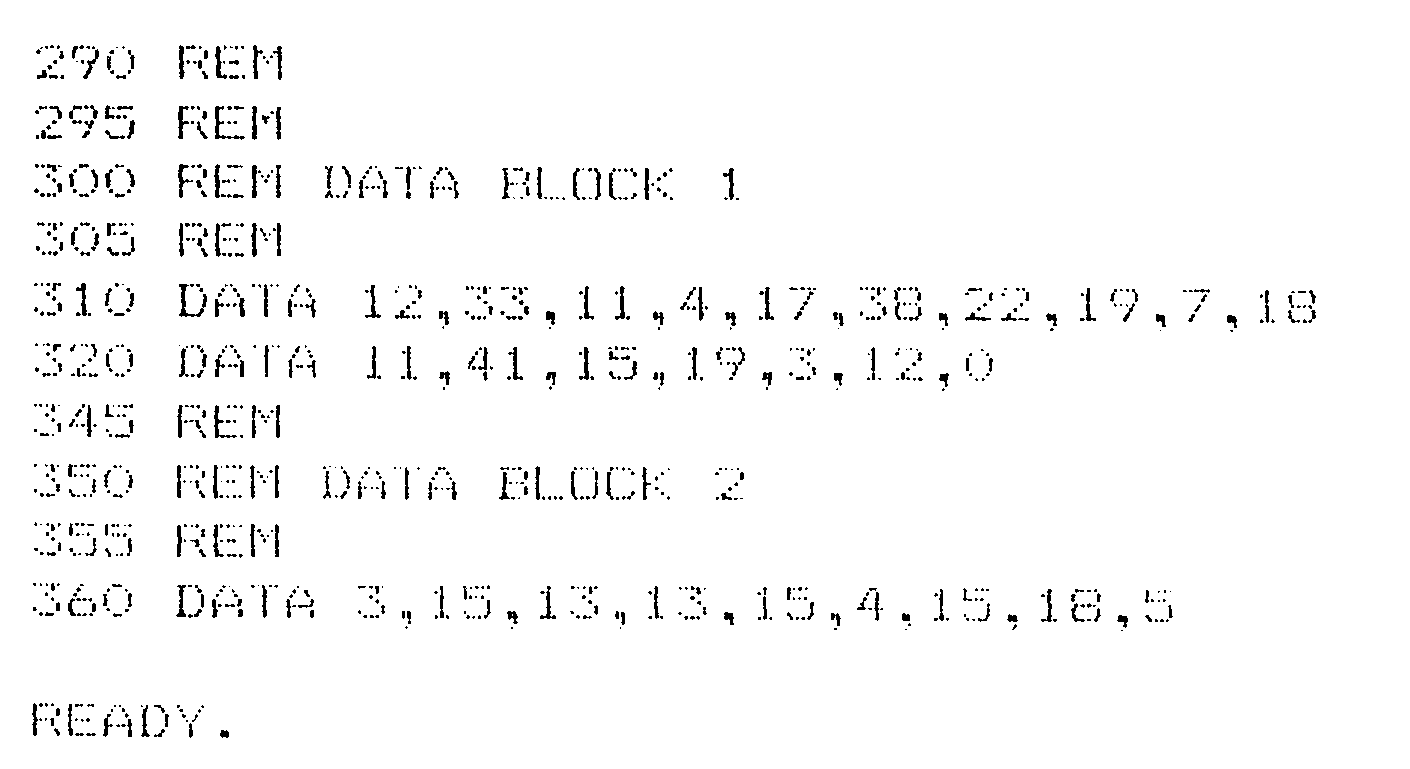 290 REM
295 REM
300 REM DATA BLOCK 1
305 REM
310 DATA 12,33,11,4,17,38,22,19,7,18
320 DATA 11,41,15,19,3,12,0
345 REM
350 REM DATA BLOCK 2
355 REM
360 DATA 3,15,13,13,15,4,15,18,5
READY.